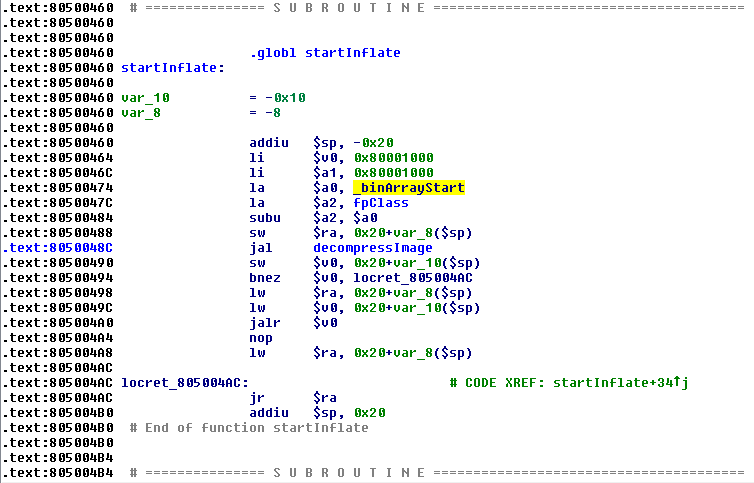 .text:80500460 # =============== S U B R O U T I N E =======================================
.text:80500460
.text:80500460
.text:80500460 .globl startInflate
.text:80500460 startInflate:
.text:80500460
.text:80500460 var_10 = -0x10
.text:80500460 var_8 = -8
.text:80500460
.text:80500460 addiu $sp, -0x20
.text:80500464 li $v0, 0x80001000
.text:8050046C li $a1, 0x80001000
.text:80500474 la $a0, _binArrayStart
.text:8050047C la $a2, fpClass
.text:80500484 subu $a2, $a0
.text:80500488 sw $ra, 0x20+var_8($sp)
.text:8050048C jal decompressImage
.text:80500490 sw $v0, 0x20+var_10($sp)
.text:80500494 bnez $v0, locret_805004AC
.text:80500498 lw $ra, 0x20+var_8($sp)
.text:8050049C lw $v0, 0x20+var_10($sp)
.text:805004A0 jalr $v0
.text:805004A4 nop
.text:805004A8 lw $ra, 0x20+var_8($sp)
.text:805004AC
.text:805004AC locret_805004AC: # CODE XREF: startInflate+34↑j
.text:805004AC jr $ra
.text:805004B0 addiu $sp, 0x20
.text:805004B0 # End of function startInflate
.text:805004B0
.text:805004B4
.text:805004B4 # =============== S U B R O U T I N E =======================================